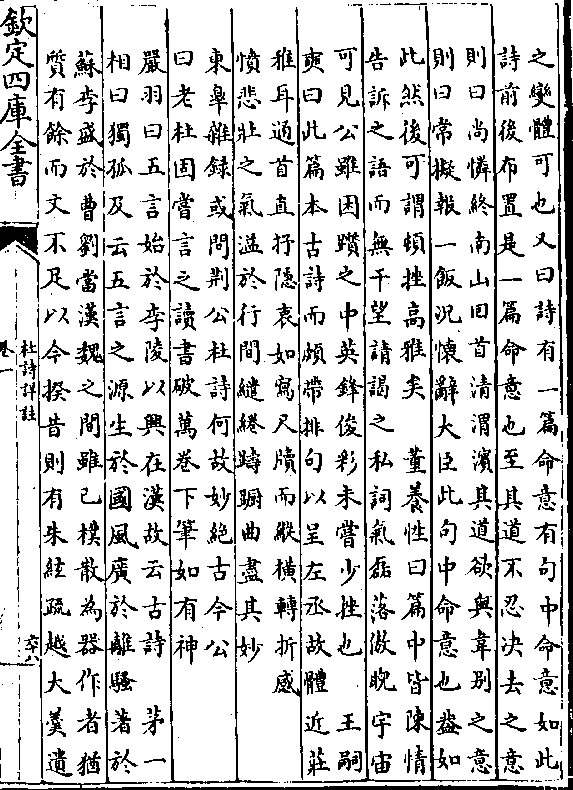 之變體可也又曰詩有一篇命意有句中命意如此
詩前後布置是一篇命意也至其道不忍决去之意
則曰尚憐終南山回首清渭濱其道欲與韋别之意
則曰常擬報一飯况懷辭大臣此句中命意也盖如
此然後可謂頓挫高雅矣　董養性曰篇中皆陳情
告訴之語而無干望請謁之私詞氣磊落傲睨宇宙
可見公雖困躓之中英鋒俊彩未嘗少挫也　王嗣
奭曰此篇本古詩而頗帶排句以呈左丞故體近莊
雅耳通首直抒隱衷如寫尺牘而縱横轉折感
憤悲壯之氣溢於行間繾綣躊躕曲盡其妙
東臯雜録或問荆公杜詩何故妙絶古今公
曰老杜固嘗言之讀書破萬卷下筆如有神
嚴羽曰五言始於李陵以興在漢故云古詩　茅一
相曰獨孤及云五言之源生於國風廣於離騷著於
蘇李盛於曹劉當漢魏之間雖已樸散為器作者猶
質有餘而文不足以今揆昔則有朱絃疏越大羮遺
欽定四庫全書
杜詩詳註
卷一
六十八